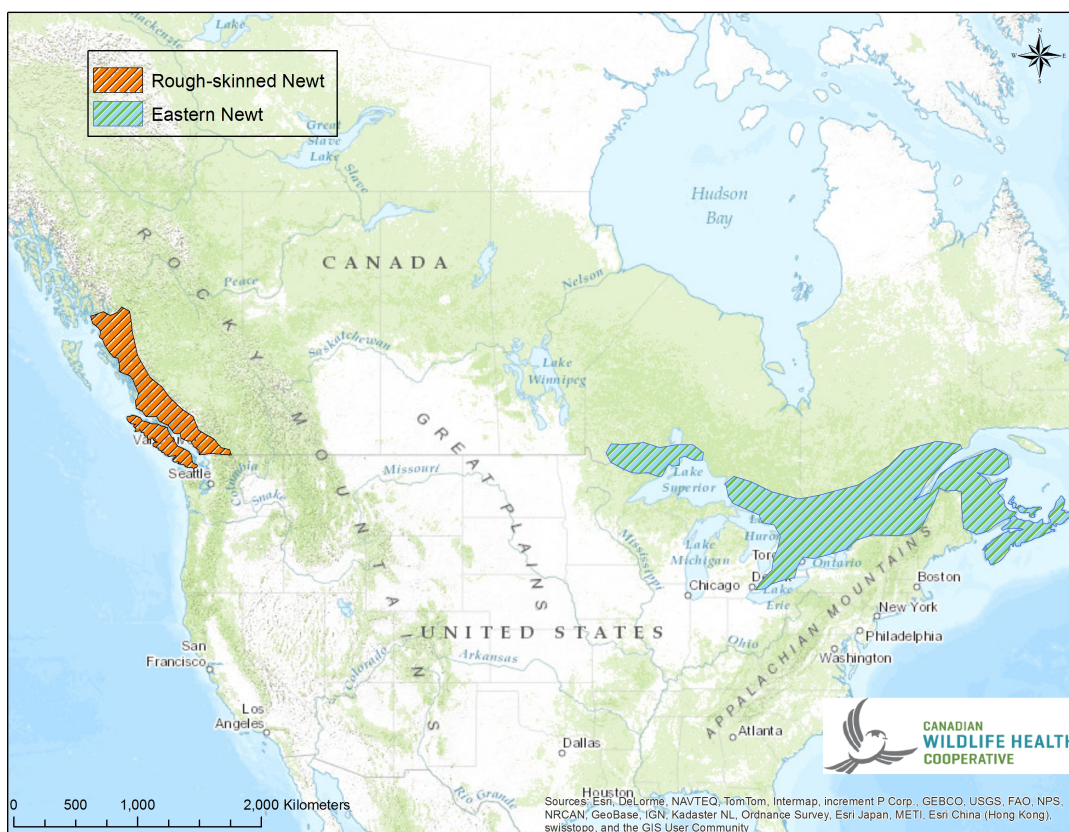 Mackenzie
Lake
N
W E
S
Rough-skinned Newt
Eastern Newt
Great
Slave
Lake
Slave
Hudson
Bay
ROCKY MOUNTAINS
CANADA
Peace
Nelson
Saskatchewan
Lake
Winnipeg
GREAT PLAINS
Seattle
Columbia
Missouri
Snake
Lake
Superior
Mississippi
Lake
Michigan
Chicago
Ontario
Lake
Erie
Boston
APPALACHIAN MOUNTAINS
New York
Philadelphia
Washington
UNITED STATES
Ohio
San
Francisco
Colorado
Arkansas
Los
Angeles
Atlanta
Dallas
Houston
Rio Grande
CANADIAN
WILDLIFE HEALTH
COOPERATIVE
0 500 1,000 2,000 Kilometers
Sources: Esri, DeLorme, NAVTEQ, TomTom, Intermap, increment P Corp., GEBCO, USGS, FAO, NPS,
NRCAN, GeoBase, IGN, Kadaster NL, Ordnance Survey, Esri Japan, METI, Esri China (Hong Kong),
swisstopo, and the GIS User Community